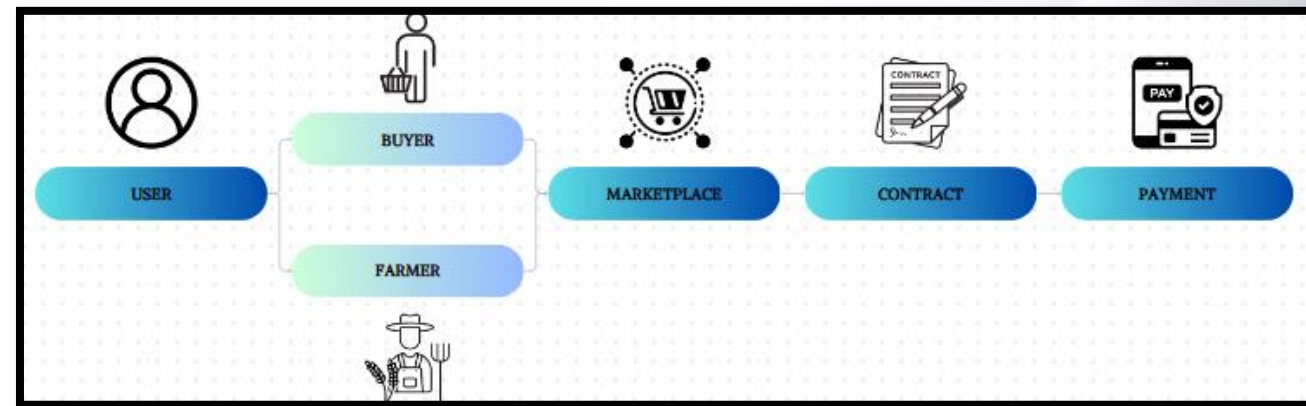 CONTRACT
PAY
BUYER
USER
MARKETPLACE
CONTRACT
PAYMENT
FARMER